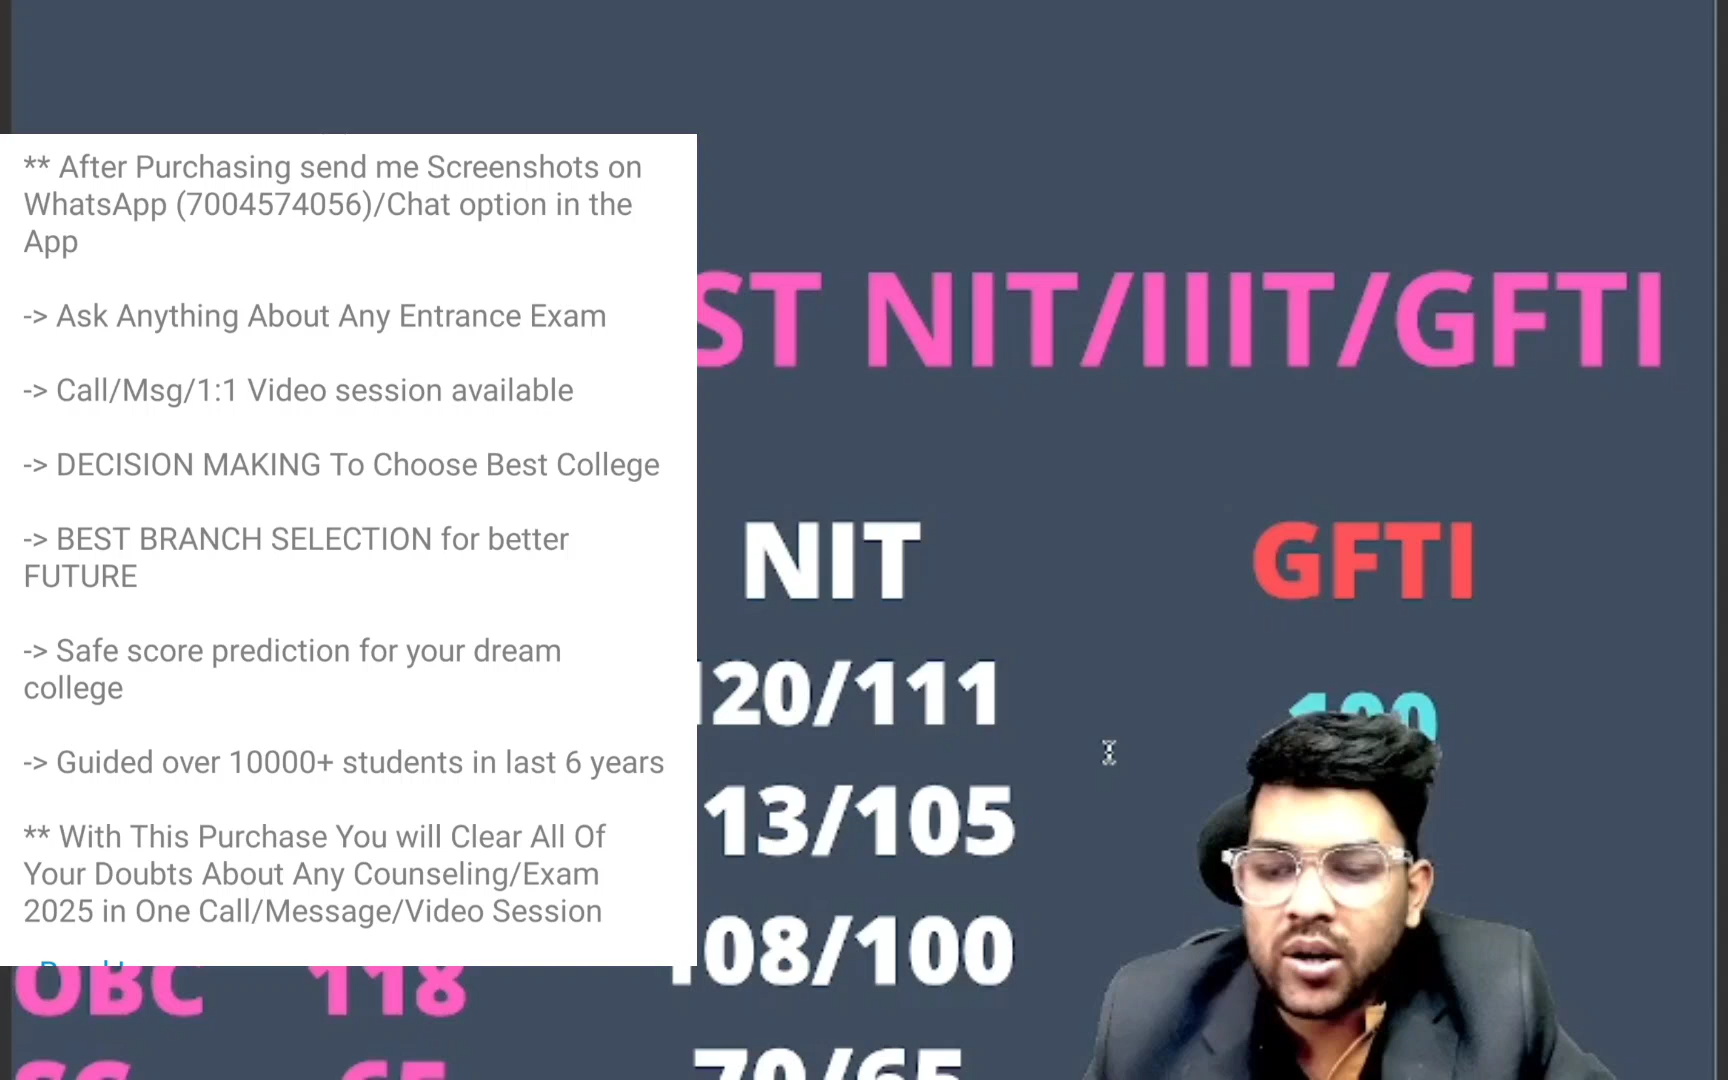 ** After Purchasing send me Screenshots on
WhatsApp (7004574056)/Chat option in the
App
-> Ask Anything About Any Entrance Exam
-> Call/Msg/1:1 Video session available
-> DECISION MAKING To Choose Best College
-> BEST BRANCH SELECTION for better
FUTURE
-> Safe score prediction for your dream
college
-> Guided over 10000+ students in last 6 years
** With This Purchase You will Clear All Of
Your Doubts About Any Counseling/Exam
2025 in One Call/Message/Video Session
ST NIT/IIIT/GFTI
NIT GFTI
120/111
13/105
108/100
OBC 118
70/65